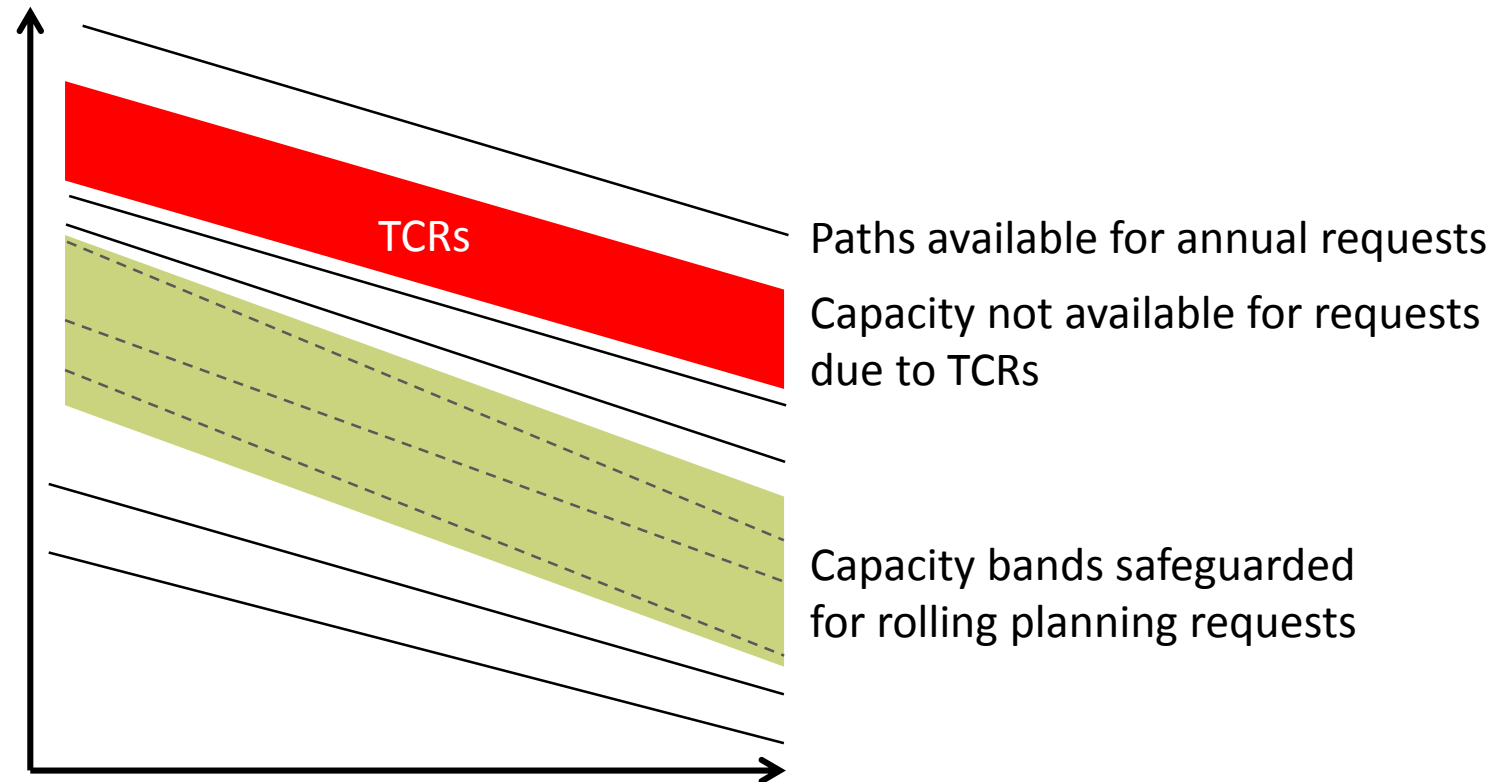 TCRs
Paths available for annual requests
Capacity not available for requests
due to TCRs
Capacity bands safeguarded
for rolling planning requests